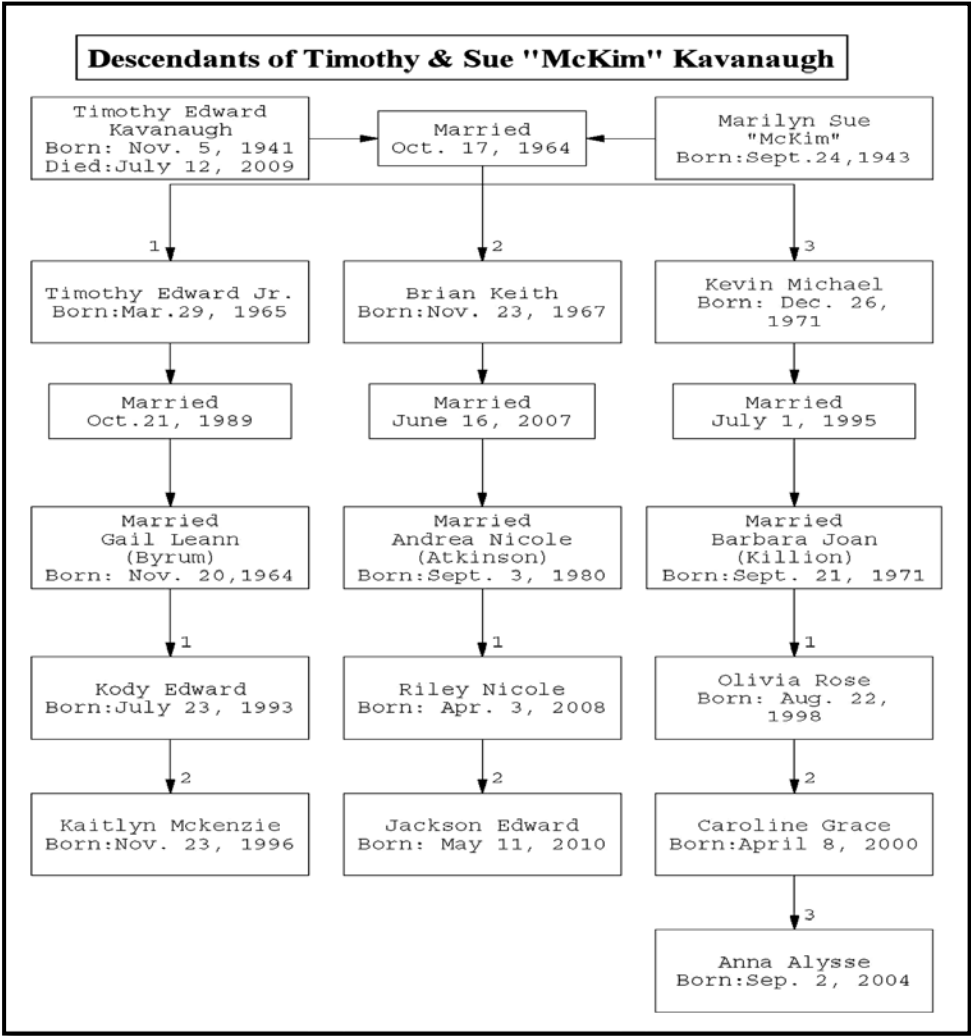 Descendants of Timothy & Sue "McKim" Kavanaugh
Timothy Edward
Kavanaugh
Born: Nov. 5, 1941
Died:July 12, 2009
Married
Oct. 17, 1964
Marilyn Sue
"McKim"
Born:Sept.24,1943
1
2
3
Timothy Edward Jr.
Born:Mar.29, 1965
Brian Keith
Born:Nov. 23, 1967
Kevin Michael
Born: Dec. 26,
1971
Married
Oct.21, 1989
Married
June 16, 2007
Married
July 1, 1995
Married
Gail Leann
(Byrum)
Born: Nov. 20,1964
Married
Andrea Nicole
(Atkinson)
Born:Sept. 3, 1980
Married
Barbara Joan
(Killion)
Born:Sept. 21, 1971
1
1
1
Kody Edward
Born:July 23, 1993
Riley Nicole
Born: Apr. 3, 2008
Olivia Rose
Born: Aug. 22,
1998
2
2
2
Kaitlyn Mckenzie
Born:Nov. 23, 1996
Jackson Edward
Born: May 11, 2010
Caroline Grace
Born:April 8, 2000
3
Anna Alysse
Born:Sep. 2, 2004